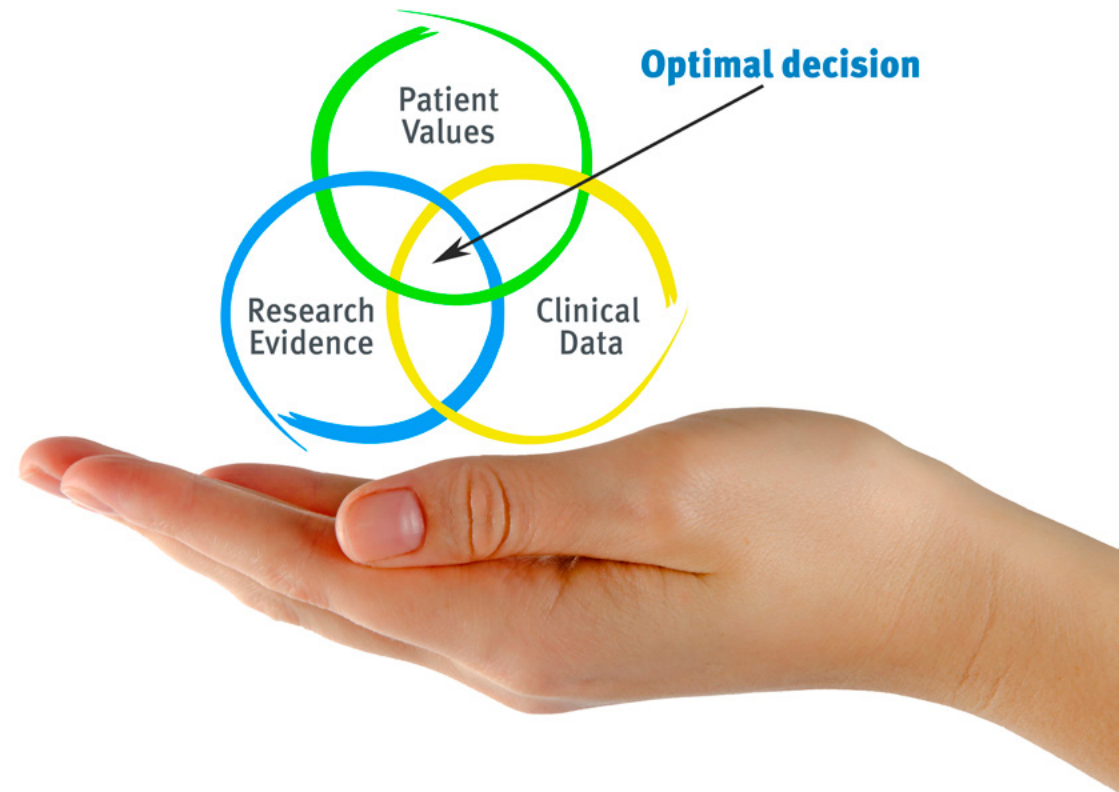 Optimal decision
Patient
Values
Research
Evidence
Clinical
Data